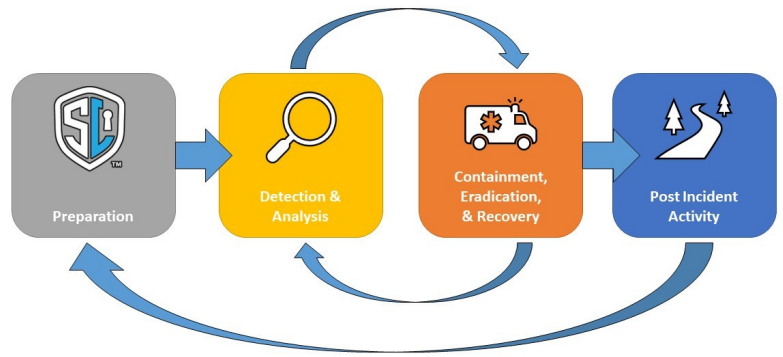 SL
TM
Preparation
Detection &
Analysis
Containment,
Eradication,
& Recovery
Post Incident
Activity